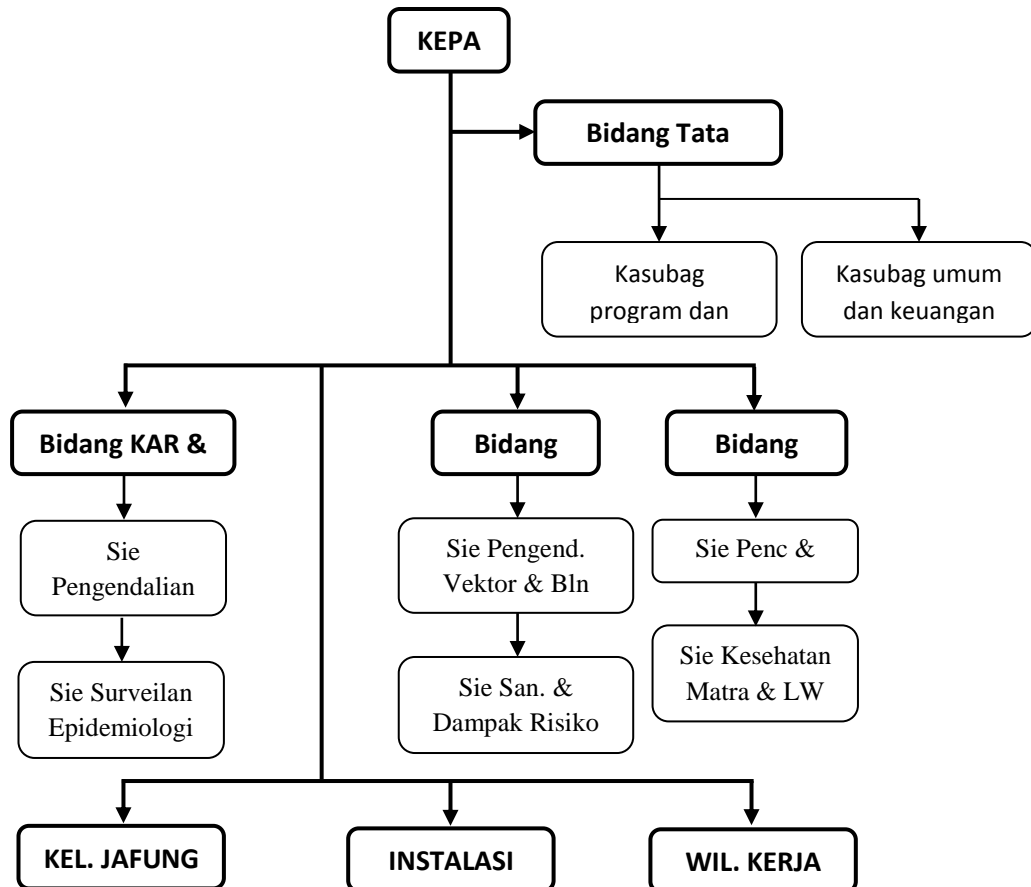 KEPA
Bidang Tata
Kasubag
program dan
Kasubag umum
dan keuangan
Bidang KAR &
Bidang
Bidang
Sie
Pengendalian
Sie Pengend.
Vektor & Bln
Sie Penc &
Sie Surveilan
Epidemiologi
Sie San. &
Dampak Risiko
Sie Kesehatan
Matra & LW
KEL. JAFUNG
INSTALASI
WIL. KERJA